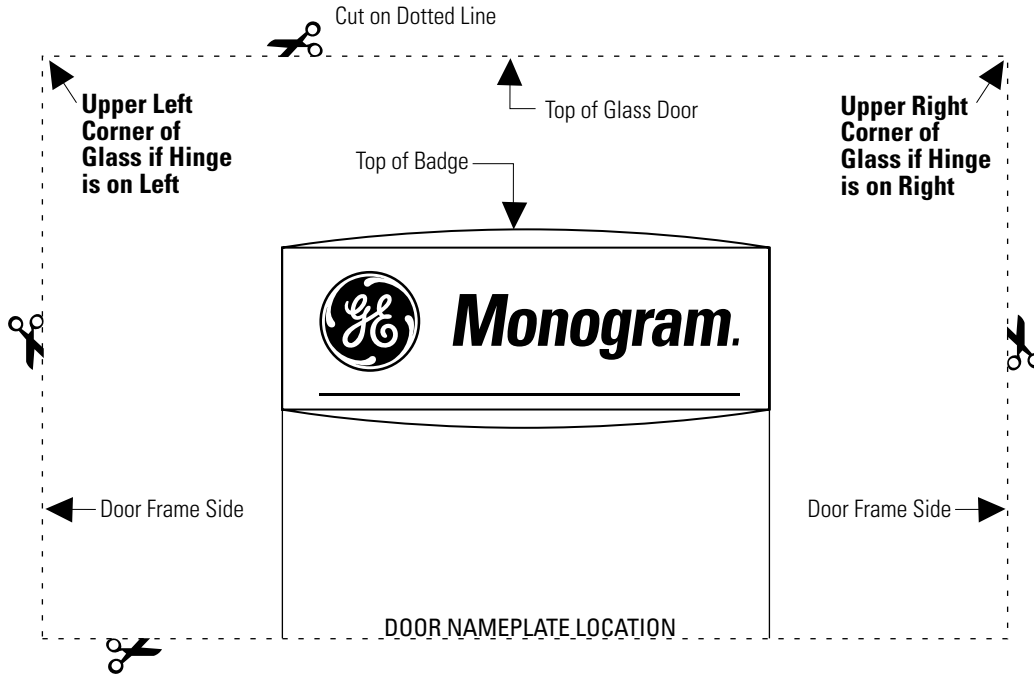 Cut on Dotted Line
Upper Left
Corner of
Glass if Hinge
is on Left
Top of Glass Door
Upper Right
Corner of
Glass if Hinge
is on Right
Top of Badge
GE
Monogram.
Door Frame Side
Door Frame Side
DOOR NAMEPLATE LOCATION